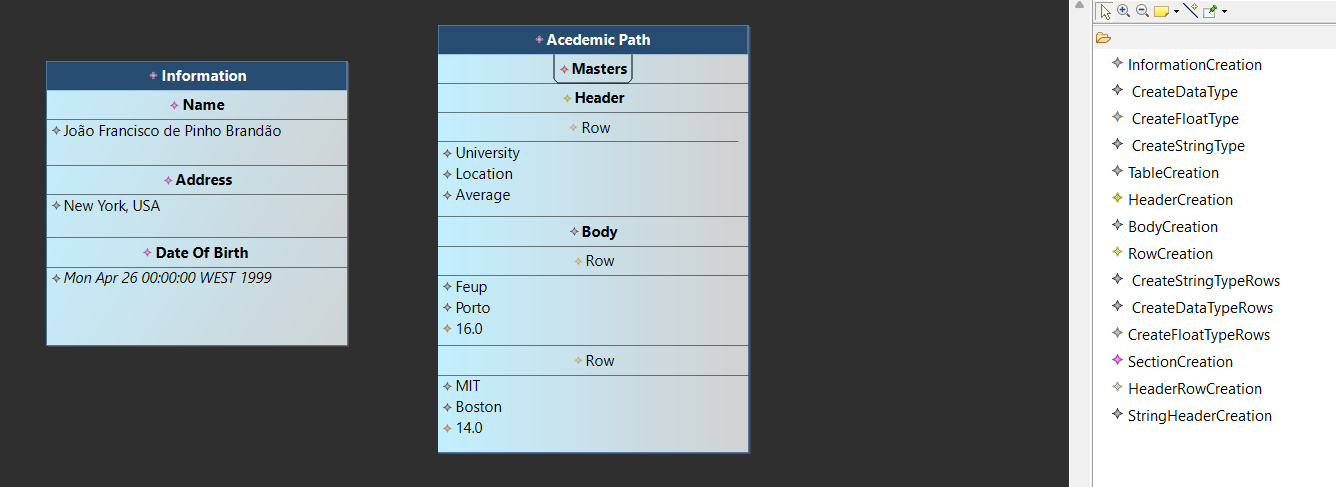 Information
Name
João Francisco de Pinho Brandão
Address
New York, USA
Date Of Birth
Mon Apr 26 00:00:00 WEST 1999
Acedemic Path
Masters
Header
Row
University
Location
Average
Body
Row
Feup
Porto
16.0
Row
MIT
Boston
14.0
InformationCreation
CreateDataType
CreateFloatType
CreateStringType
TableCreation
HeaderCreation
BodyCreation
RowCreation
CreateStringTypeRows
CreateDataTypeRows
CreateFloatTypeRows
SectionCreation
HeaderRowCreation
StringHeaderCreation